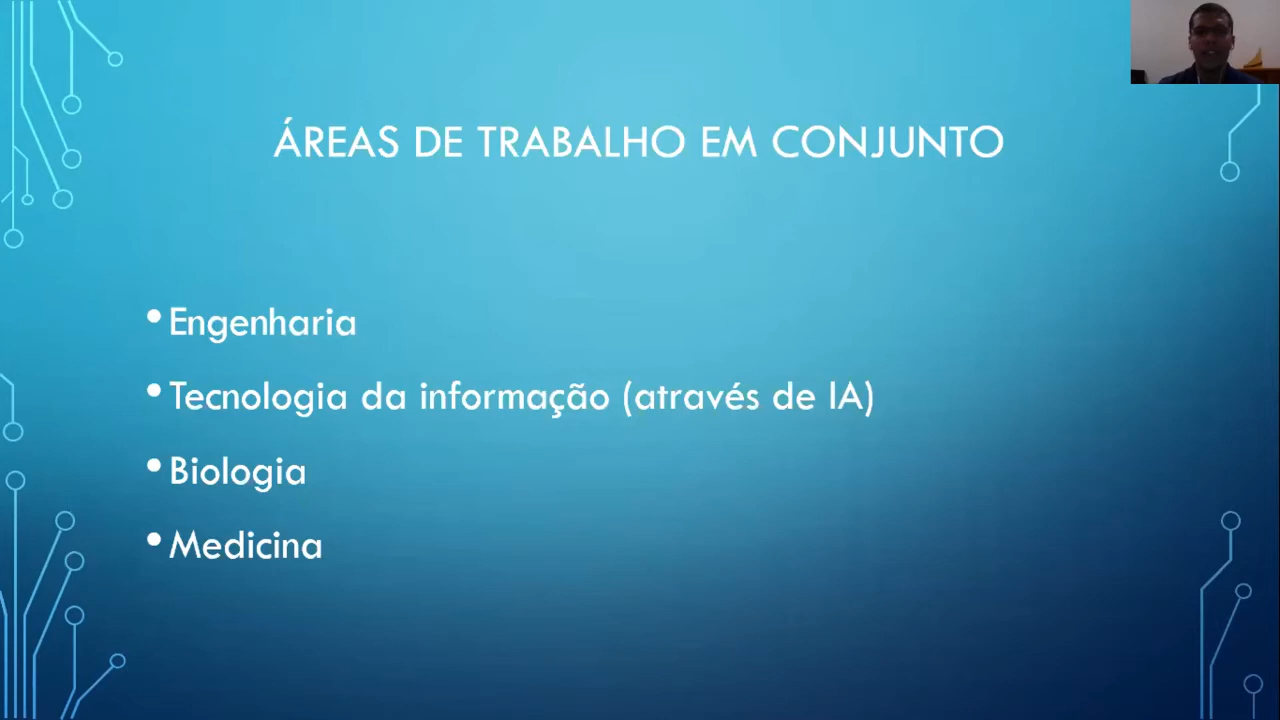 ÁREAS DE TRABALHO EM CONJUNTO
• Engenharia
• Tecnologia da informação (através de IA)
• Biologia
• Medicina